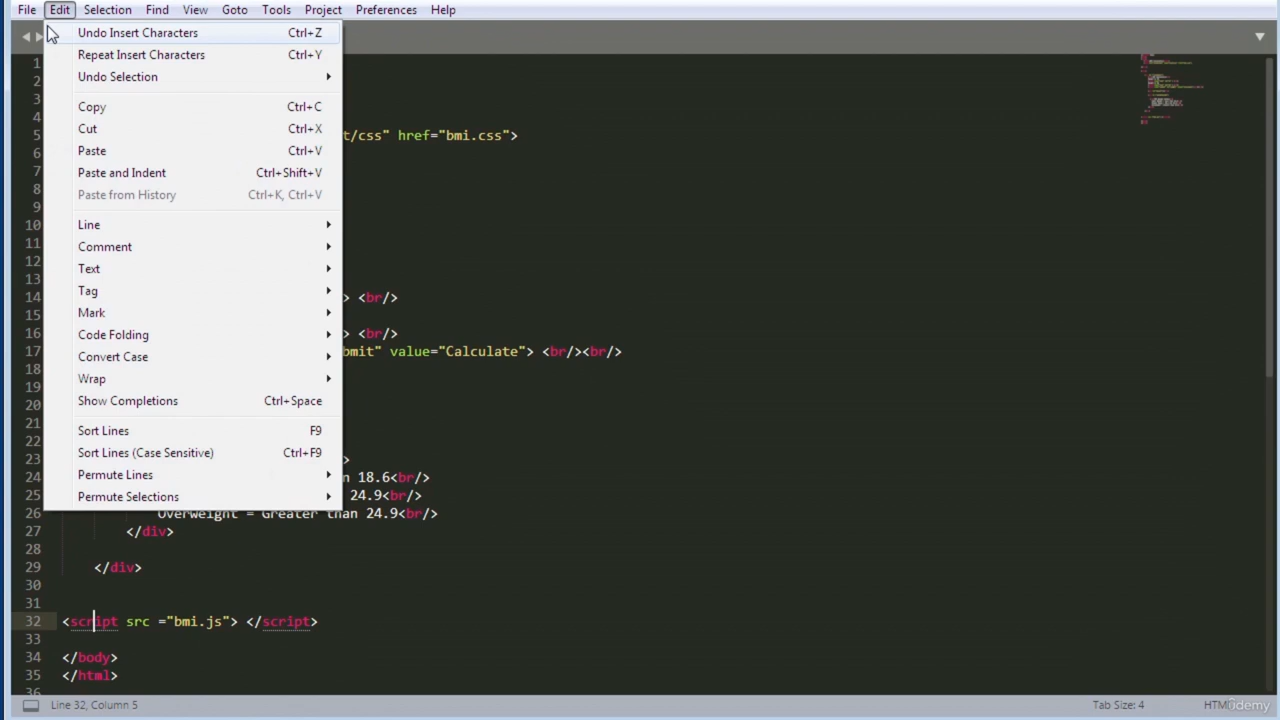 File Edit Selection Find View Goto Tools Project Preferences Help
Undo Insert Characters Ctrl+Z
Repeat Insert Characters Ctrl+Y
Undo Selection
Copy Ctrl+C
Cut Ctrl+X
Paste Ctrl+V
Paste and Indent Ctrl+Shift+V
Paste from History Ctrl+K, Ctrl+V
Line
Comment
Text
Tag
Mark
Code Folding
Convert Case
Wrap
Show Completions Ctrl+Space
Sort Lines F9
Sort Lines (Case Sensitive) Ctrl+F9
Permute Lines
Permute Selections
1
2
3
4
5 t/css" href="bmi.css">
6
7
8
9
10
11
12
13
14 > <br/>
15
16 > <br/>
17 bmit" value="Calculate"> <br/><br/>
18
19
20
21
22
23 >
24 n 18.6<br/>
25 24.9<br/>
26 Overweight = Greater than 24.9<br/>
27 </div>
28
29 </div>
30
31
32 <script src ="bmi.js"> </script>
33
34 </body>
35 </html>
36
Line 32, Column 5 Tab Size: 4 HTML